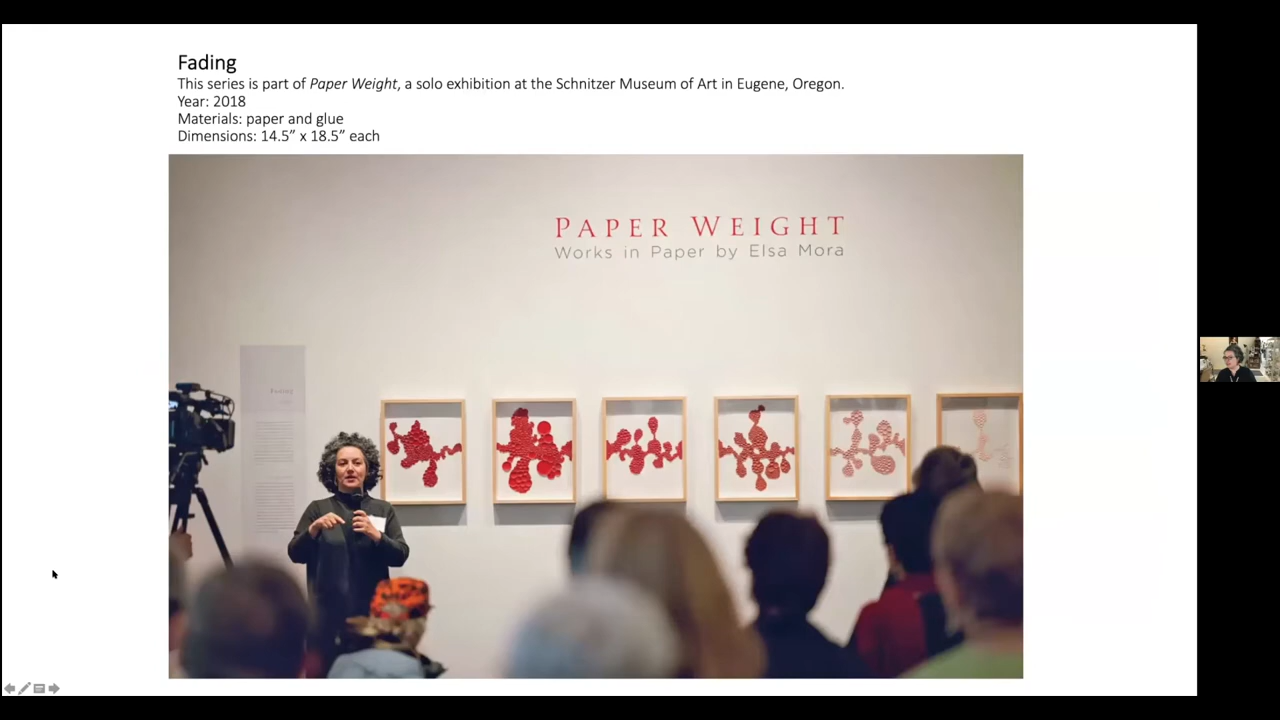 Fading
This series is part of Paper Weight, a solo exhibition at the Schnitzer Museum of Art in Eugene, Oregon.
Year: 2018
Materials: paper and glue
Dimensions: 14.5” x 18.5” each
PAPER WEIGHT
Works in Paper by Elsa Mora
Fading